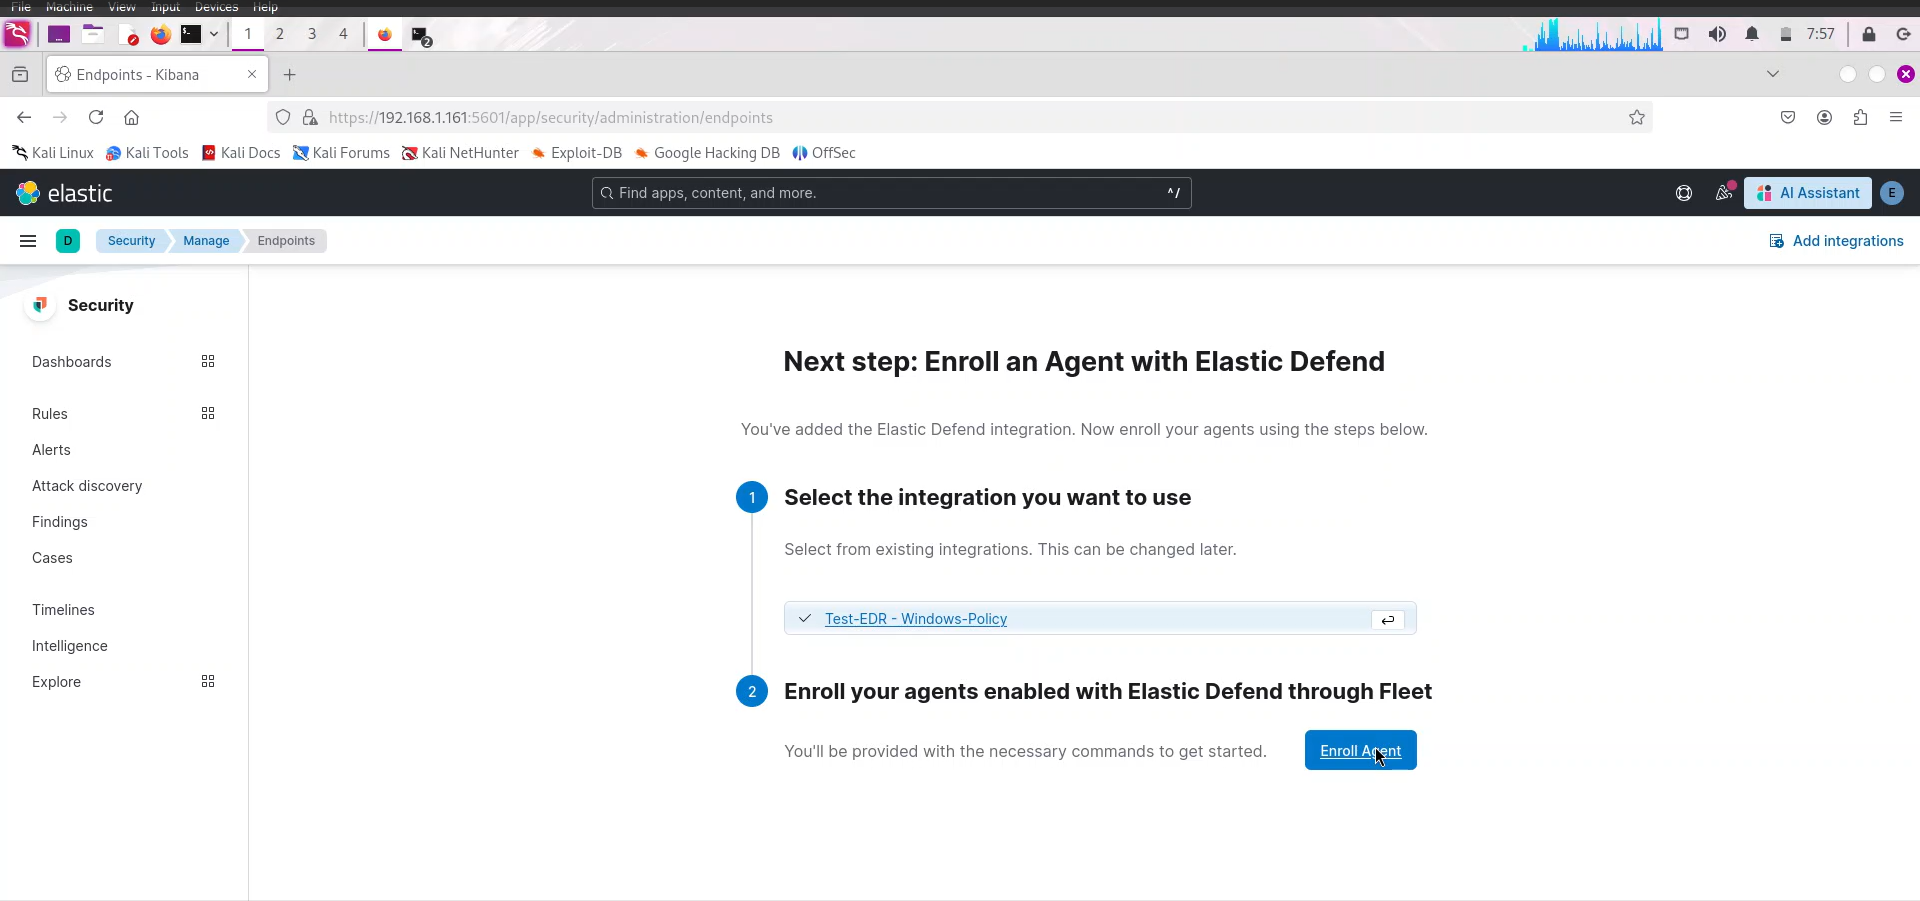 File Machine View Input Devices Help
1 2 3 4 2 7:57
Endpoints - Kibana
https://192.168.1.161:5601/app/security/administration/endpoints
Kali Linux Kali Tools Kali Docs Kali Forums Kali NetHunter Exploit-DB Google Hacking DB OffSec
elastic Find apps, content, and more. ^/ AI Assistant E
D Security Manage Endpoints Add integrations
Security
Dashboards
Rules
Alerts
Attack discovery
Findings
Cases
Timelines
Intelligence
Explore
Next step: Enroll an Agent with Elastic Defend
You've added the Elastic Defend integration. Now enroll your agents using the steps below.
1 Select the integration you want to use
Select from existing integrations. This can be changed later.
Test-EDR - Windows-Policy
2 Enroll your agents enabled with Elastic Defend through Fleet
You'll be provided with the necessary commands to get started. Enroll Agent